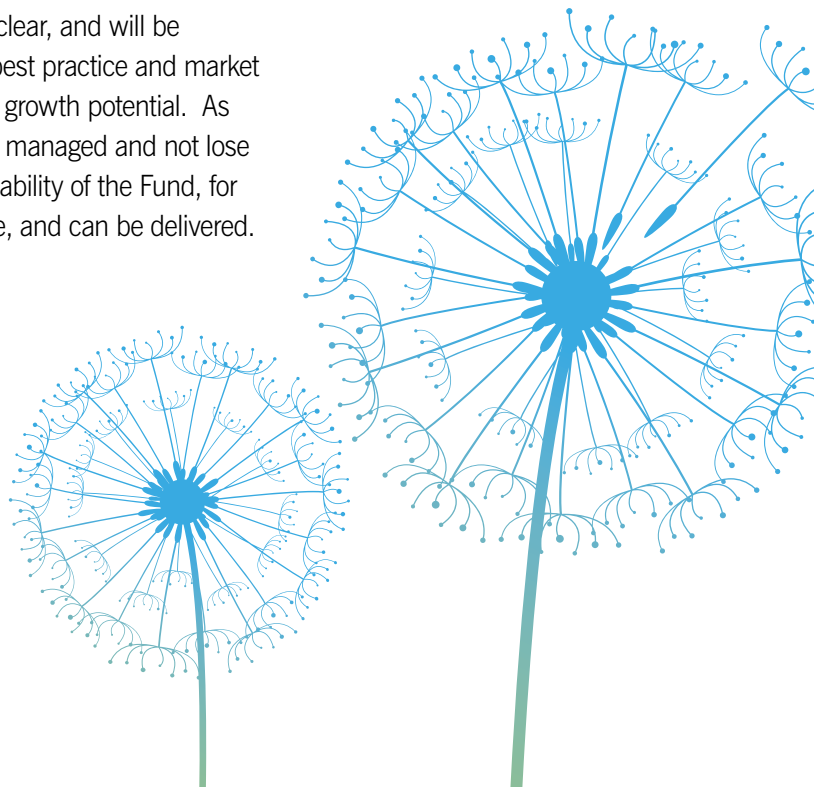 clear, and will be
best practice and market
growth potential.  As
managed and not lose
ability of the Fund, for
e, and can be delivered.